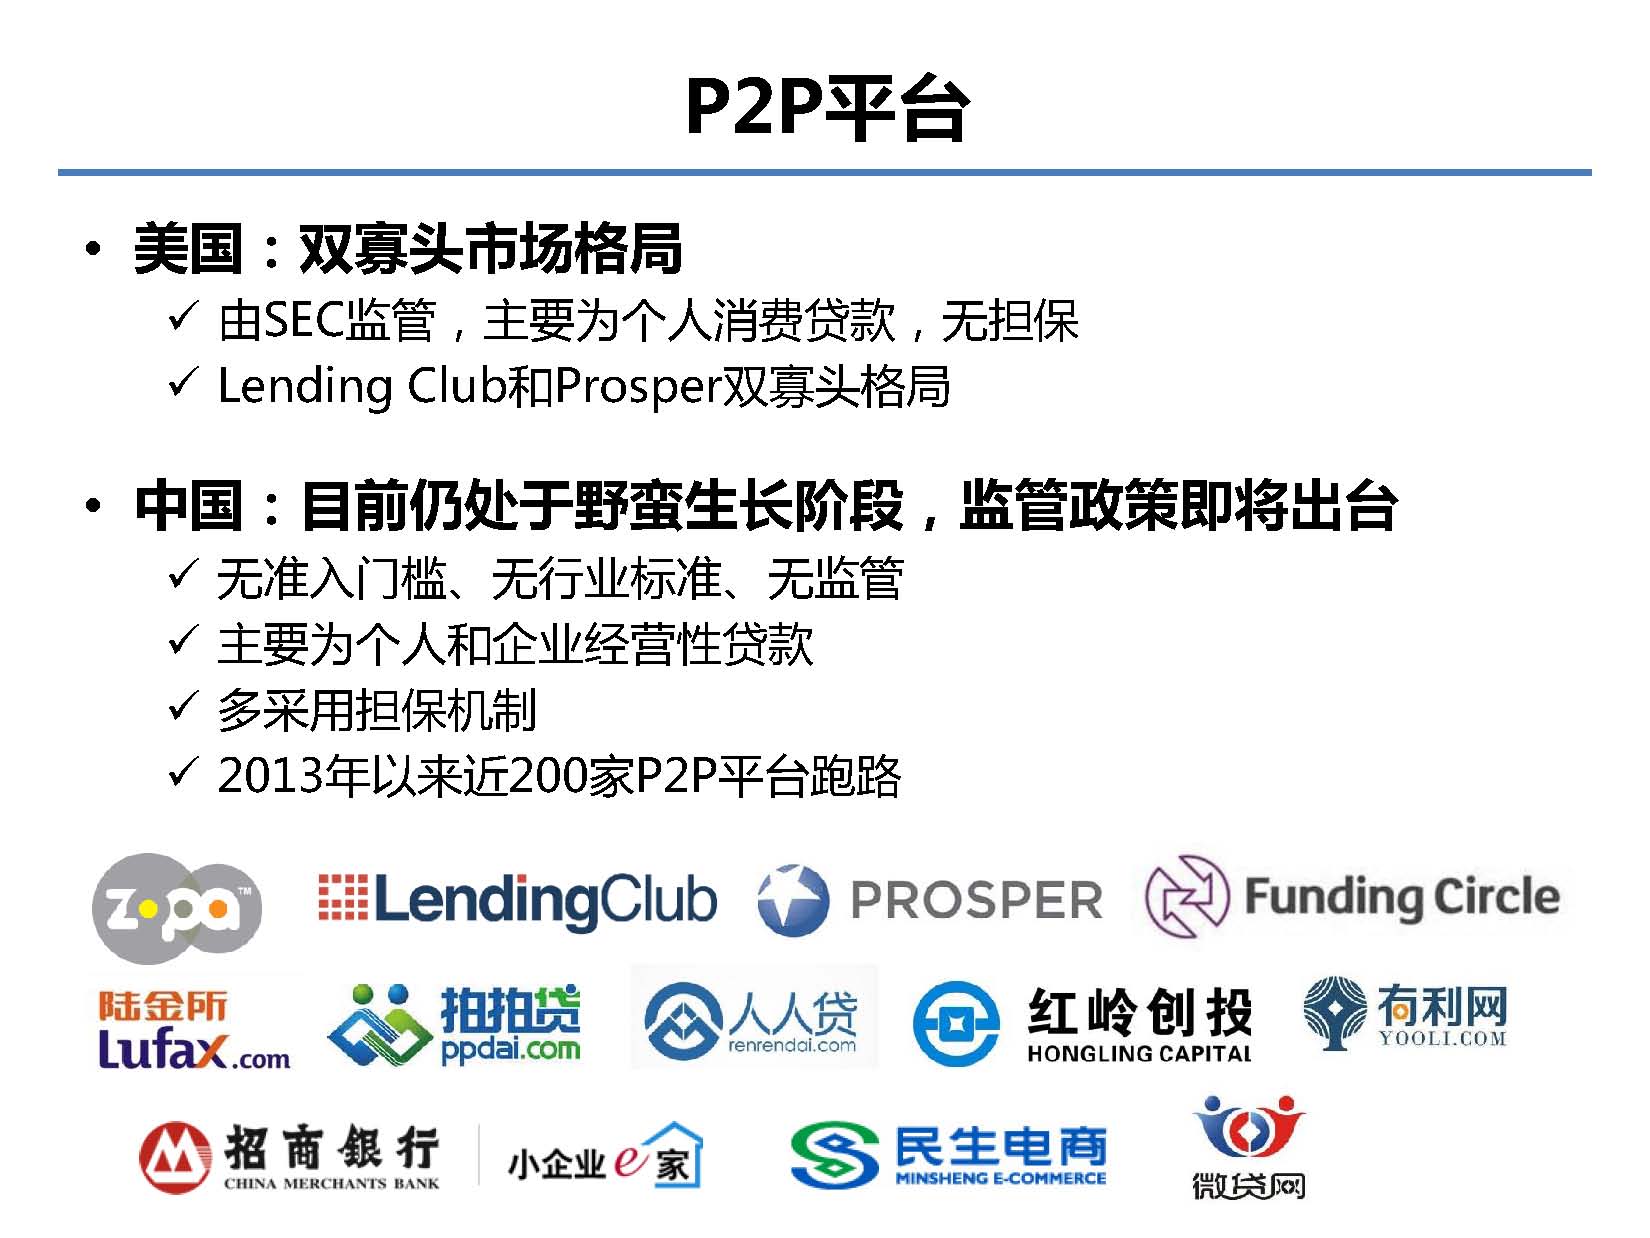 P2P平台
• 美国：双寡头市场格局
✓ 由SEC监管，主要为个人消费贷款，无担保
✓ Lending Club和Prosper双寡头格局
• 中国：目前仍处于野蛮生长阶段，监管政策即将出台
✓ 无准入门槛、无行业标准、无监管
✓ 主要为个人和企业经营性贷款
✓ 多采用担保机制
✓ 2013年以来近200家P2P平台跑路
zopa™ LendingClub PROSPER Funding Circle
陆金所 拍拍贷 人人贷 红岭创投 有利网
Lufax.com ppdai.com renrendai.com HONGLING CAPITAL YOOLI.COM
招商银行 小企业e家 民生电商
CHINA MERCHANTS BANK MINSHENG E-COMMERCE 微贷网